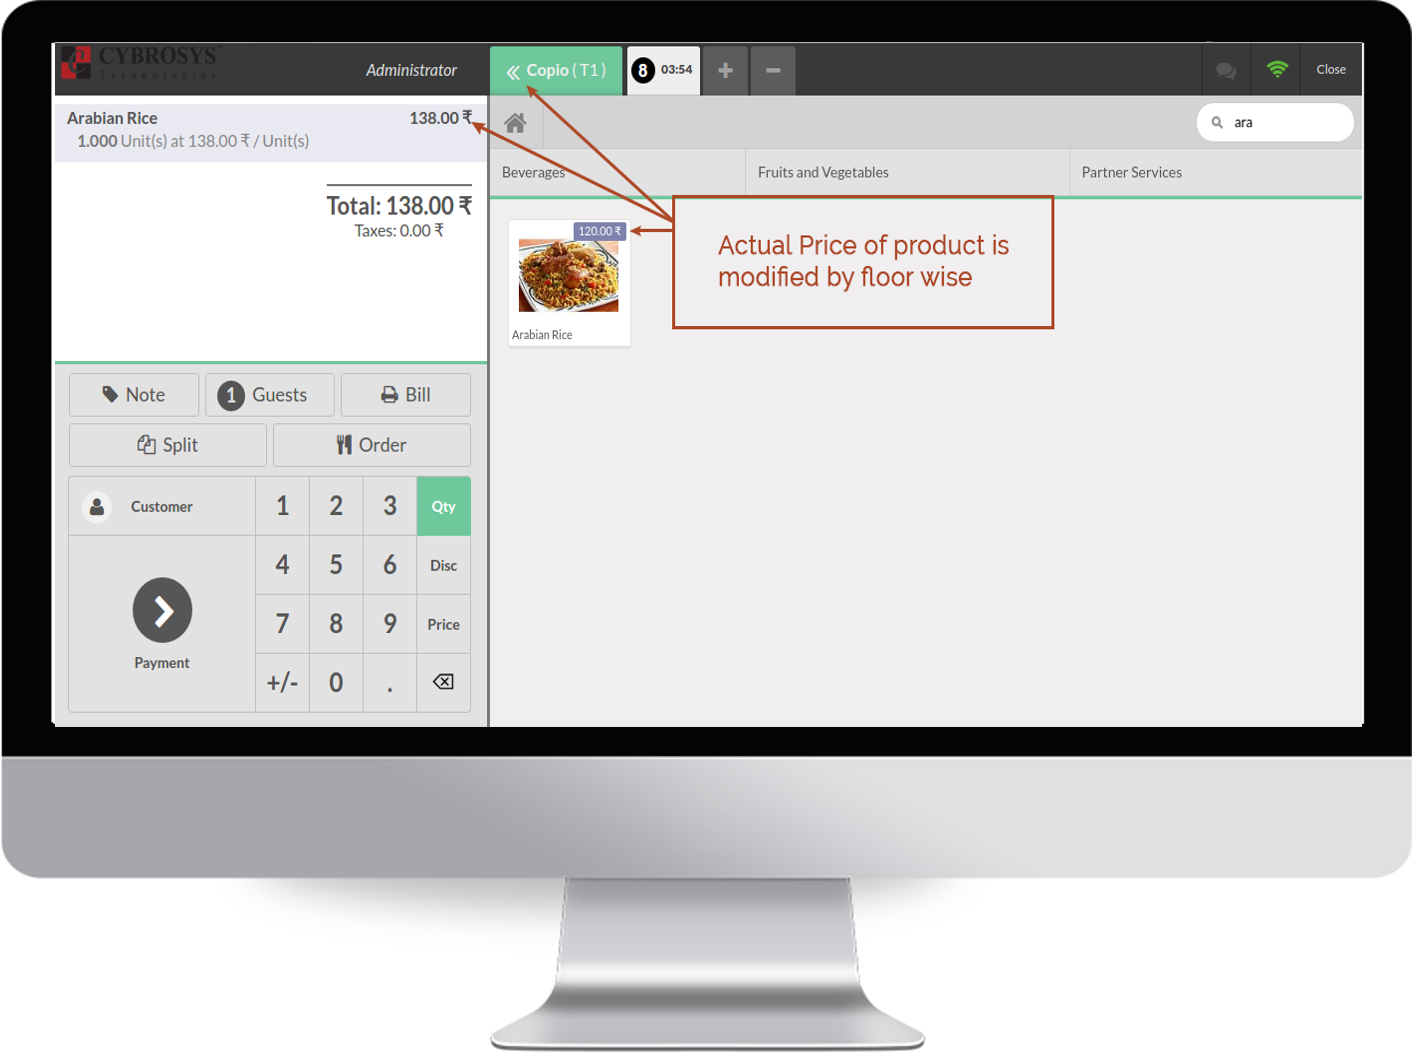 CYBROSYS
Technologies
Administrator
Copio ( T1 )
8 03:54
Close
Arabian Rice 138.00 ₹
1.000 Unit(s) at 138.00 ₹ / Unit(s)
Total: 138.00 ₹
Taxes: 0.00 ₹
ara
Beverages
Fruits and Vegetables
Partner Services
120.00 ₹
Arabian Rice
Actual Price of product is
modified by floor wise
Note
1 Guests
Bill
Split
Order
Customer
1 2 3 Qty
4 5 6 Disc
7 8 9 Price
+/- 0 .
Payment